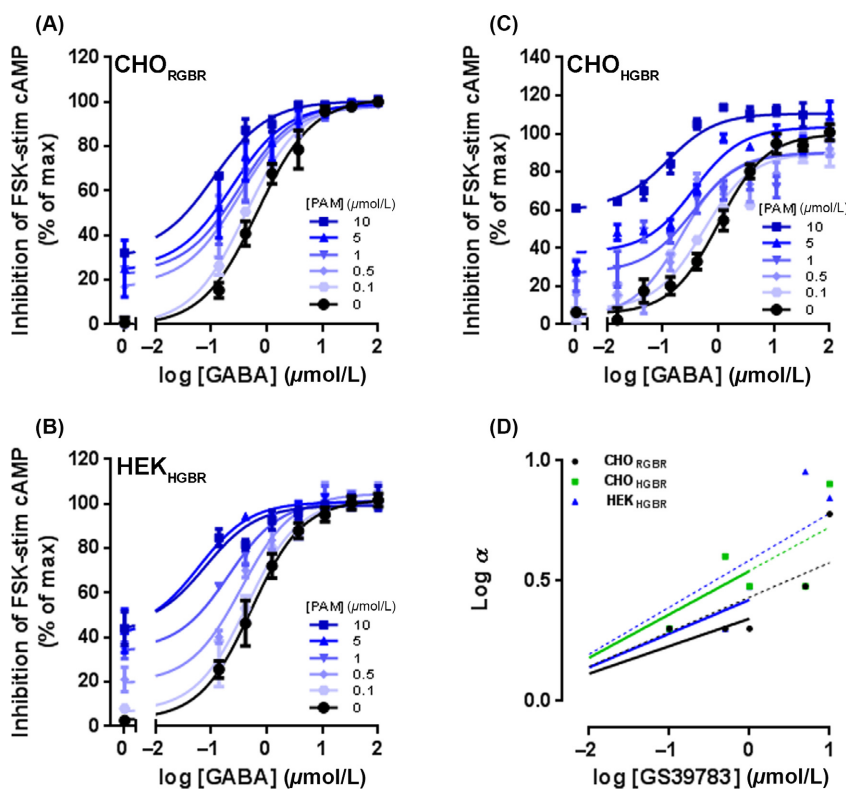 (A)
CHO RGBR
Inhibition of FSK-stim cAMP
(% of max)
120
100
80
60
40
20
0
[PAM] (μmol/L)
10
5
1
0.5
0.1
0
0 −2 −1 0 1 2
log [GABA] (μmol/L)
(C)
CHO HGBR
Inhibition of FSK-stim cAMP
(% of max)
140
120
100
80
60
40
20
0
[PAM] (μmol/L)
10
5
1
0.5
0.1
0
0 −2 −1 0 1 2
log [GABA] (μmol/L)
(B)
HEK HGBR
Inhibition of FSK-stim cAMP
(% of max)
120
100
80
60
40
20
0
[PAM] (μmol/L)
10
5
1
0.5
0.1
0
0 −2 −1 0 1 2
log [GABA] (μmol/L)
(D)
CHO RGBR
CHO HGBR
HEK HGBR
Log α
1.0
0.5
0.0
−2 −1 0 1
log [GS39783] (μmol/L)